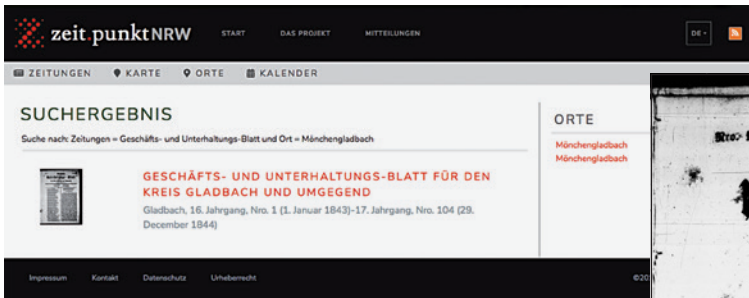 zeit.punktNRW
START
DAS PROJEKT
MITTEILUNGEN
DE
ZEITUNGEN
KARTE
ORTE
KALENDER
SUCHERGEBNIS
Suche nach: Zeitungen = Geschäfts- und Unterhaltungs-Blatt und Ort = Mönchengladbach
GESCHÄFTS- UND UNTERHALTUNGS-BLATT FÜR DEN
KREIS GLADBACH UND UMGEGEND
Gladbach, 16. Jahrgang, Nro. 1 (1. Januar 1843)-17. Jahrgang, Nro. 104 (29.
December 1844)
ORTE
Mönchengladbach
Mönchengladbach
Nro.
Impressum
Kontakt
Datenschutz
Urheberrecht